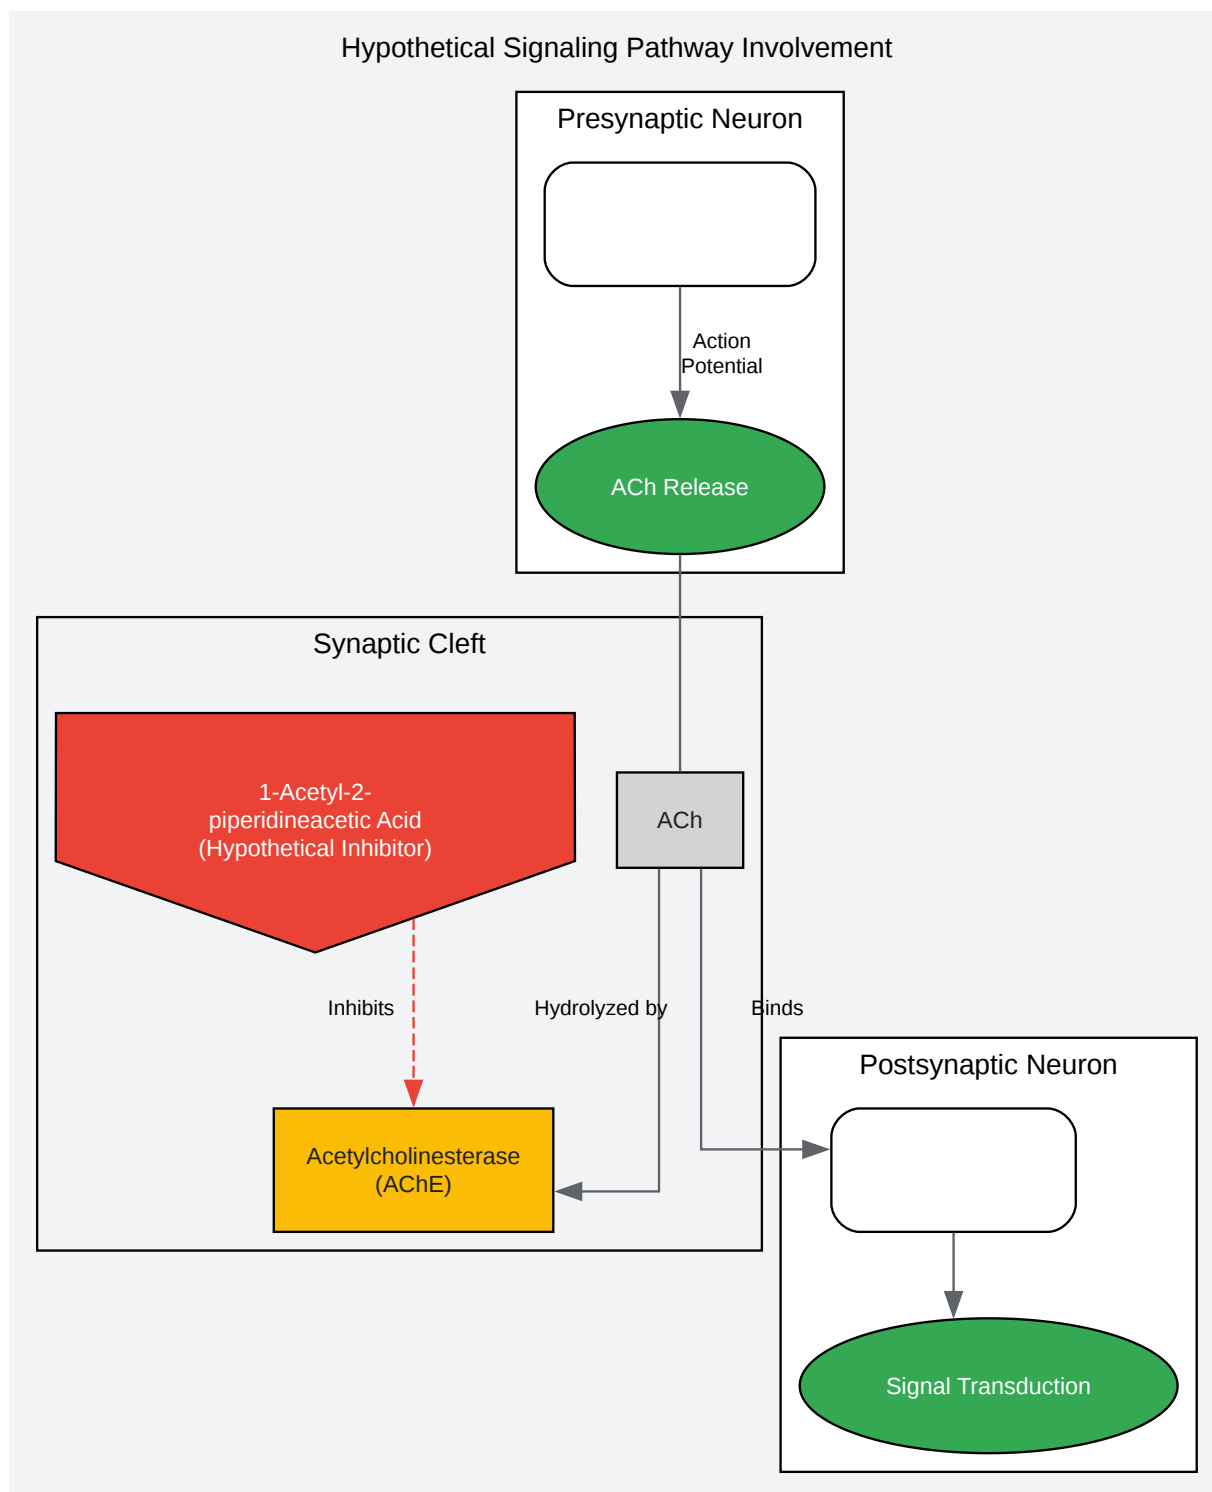 Hypothetical Signaling Pathway Involvement
Presynaptic Neuron
Action
Potential
ACh Release
Synaptic Cleft
1-Acetyl-2-
piperidineacetic Acid
(Hypothetical Inhibitor)
ACh
Inhibits
Hydrolyzed by
Binds
Postsynaptic Neuron
Acetylcholinesterase
(AChE)
Signal Transduction